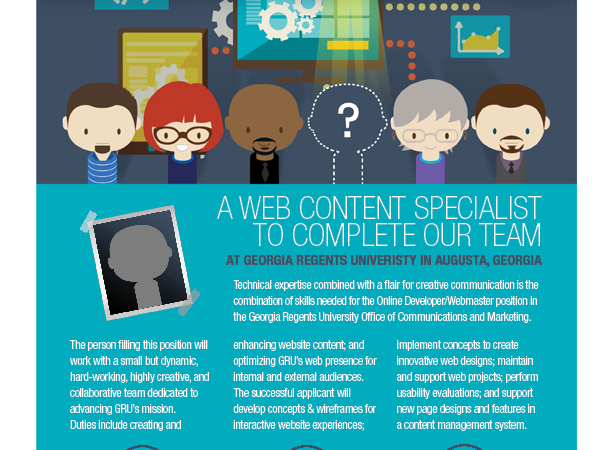 ?
A WEB CONTENT SPECIALIST
TO COMPLETE OUR TEAM
AT GEORGIA REGENTS UNIVERISTY IN AUGUSTA, GEORGIA
Technical expertise combined with a flair for creative communication is the
combination of skills needed for the Online Developer/Webmaster position in
the Georgia Regents University Office of Communications and Marketing.
The person filling this position will
work with a small but dynamic,
hard-working, highly creative, and
collaborative team dedicated to
advancing GRU's mission.
Duties include creating and
enhancing website content; and
optimizing GRU's web presence for
internal and external audiences.
The successful applicant will
develop concepts & wireframes for
interactive website experiences;
implement concepts to create
innovative web designs; maintain
and support web projects; perform
usability evaluations; and support
new page designs and features in
a content management system.